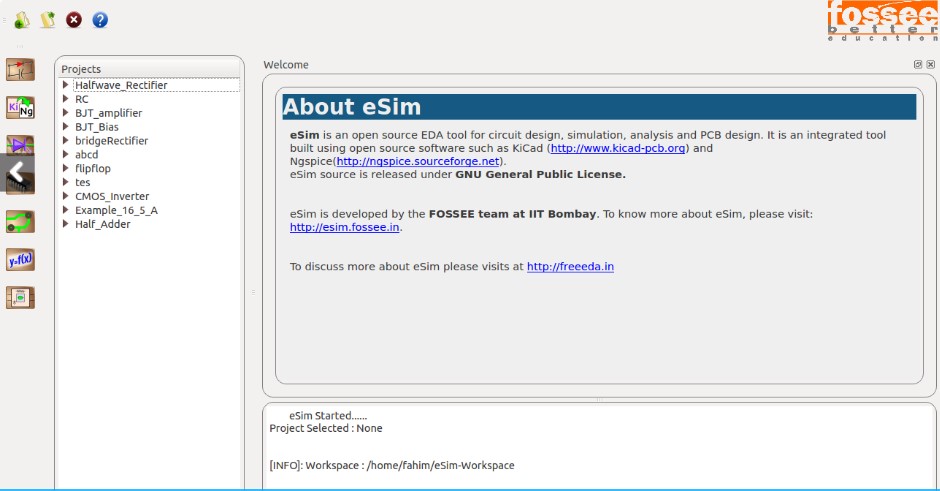 fossee
better
education
Projects
Welcome
Halfwave_Rectifier
RC
BJT_amplifier
BJT_Bias
bridgeRectifier
abcd
flipflop
tes
CMOS_Inverter
Example_16_5_A
Half_Adder
Ki
Ng
y=f(x)
About eSim
eSim is an open source EDA tool for circuit design, simulation, analysis and PCB design. It is an integrated tool
built using open source software such as KiCad (http://www.kicad-pcb.org) and
Ngspice(http://ngspice.sourceforge.net).
eSim source is released under GNU General Public License.
eSim is developed by the FOSSEE team at IIT Bombay. To know more about eSim, please visit:
http://esim.fossee.in.
To discuss more about eSim please visits at http://freeeda.in
eSim Started......
Project Selected : None
[INFO]: Workspace : /home/fahim/eSim-Workspace